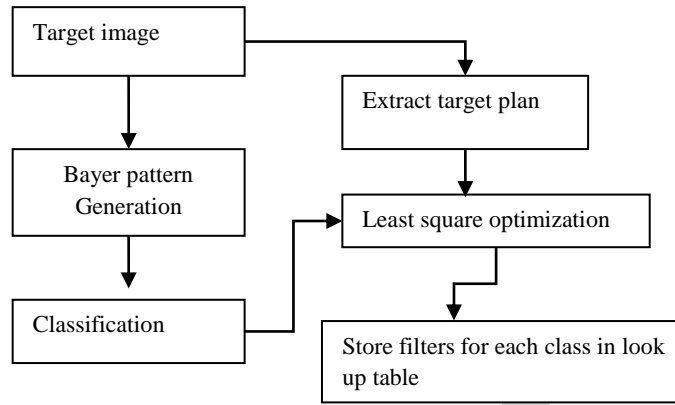 Target image
Extract target plan
Bayer pattern
Generation
Least square optimization
Classification
Store filters for each class in look
up table